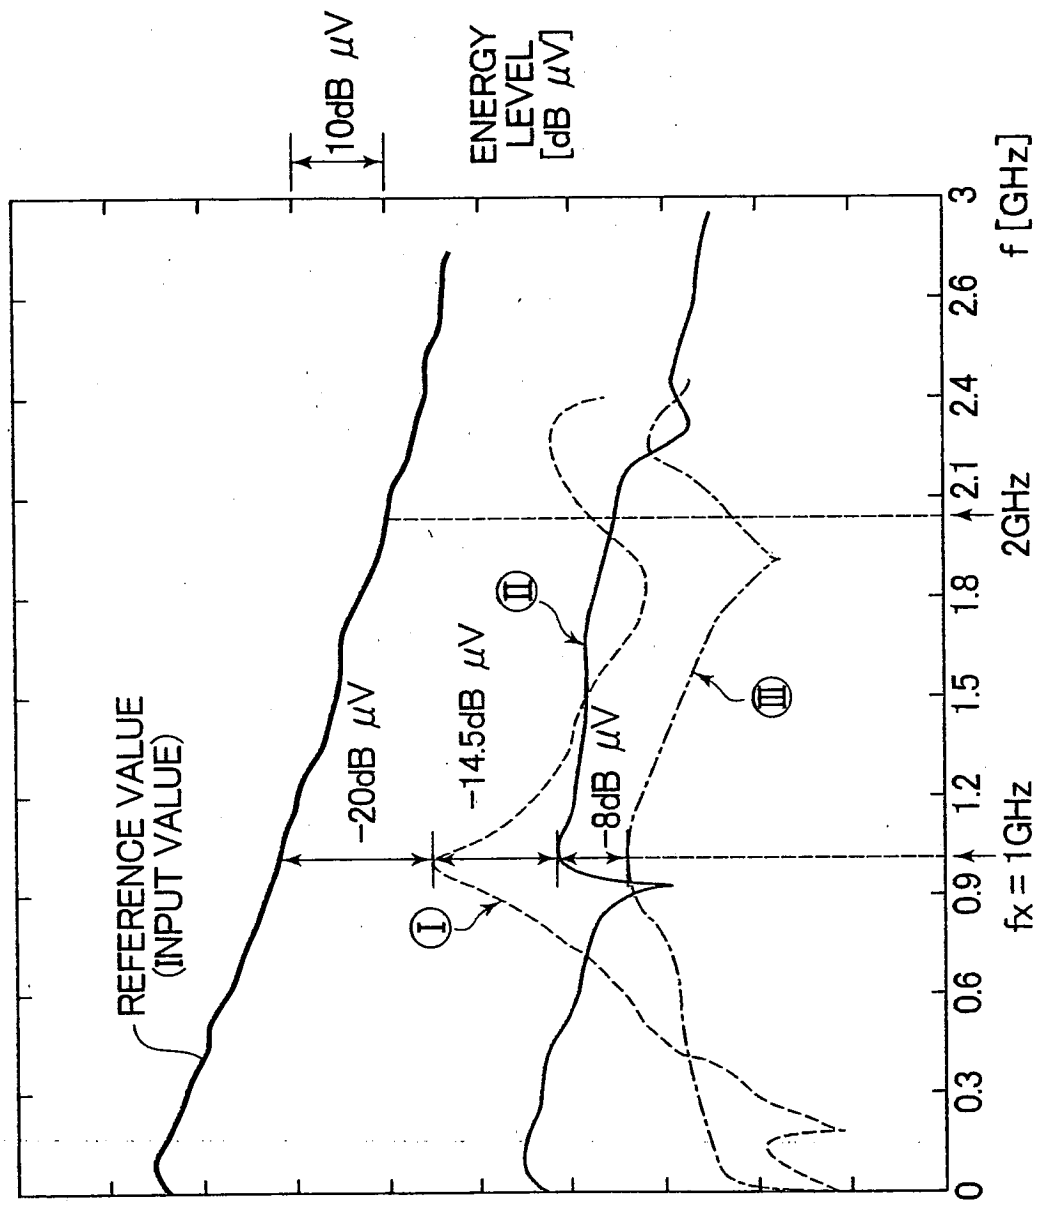 REFERENCE VALUE
(INPUT VALUE)
10dB μV
ENERGY
LEVEL
[dB μV]
-20dB μV
-14.5dB μV
-8dB μV
I
II
III
0
0.3
0.6
0.9
1.2
1.5
1.8
2.1
2.4
2.6
3
fx = 1GHz
2GHz
f [GHz]